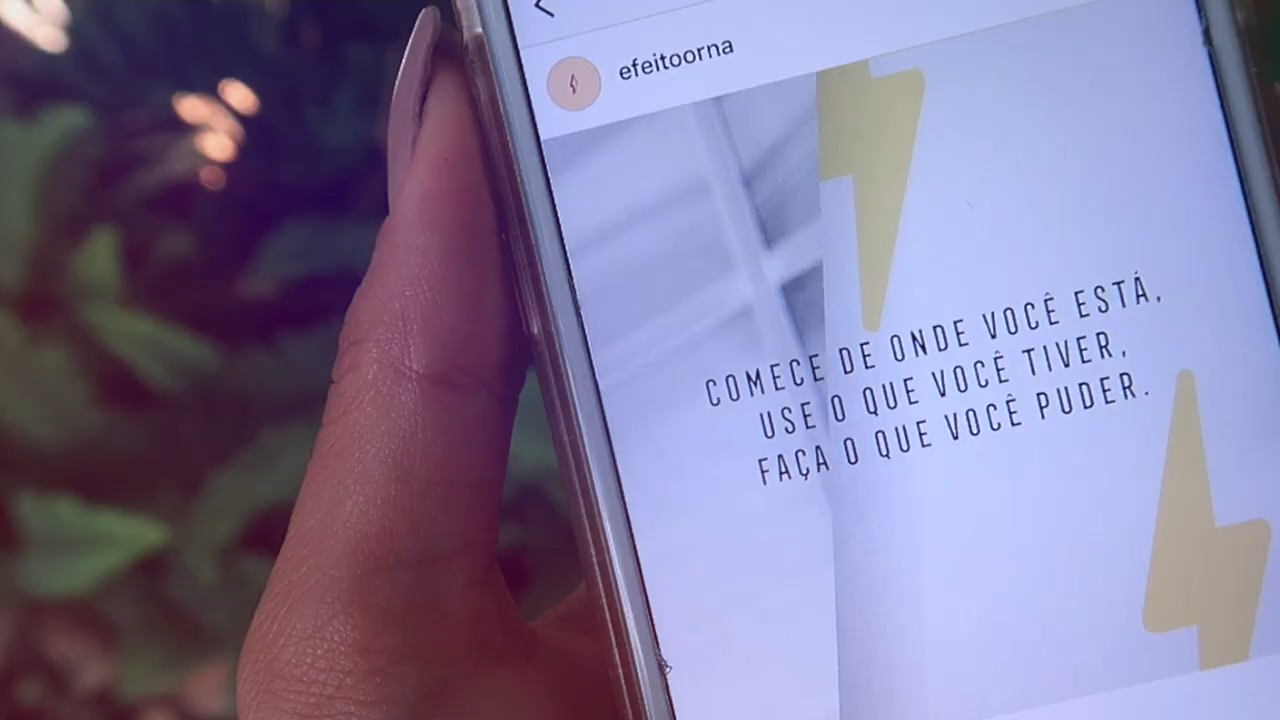 efeitoorna
COMECE DE ONDE VOCÊ ESTÁ,
USE O QUE VOCÊ TIVER,
FAÇA O QUE VOCÊ PUDER.